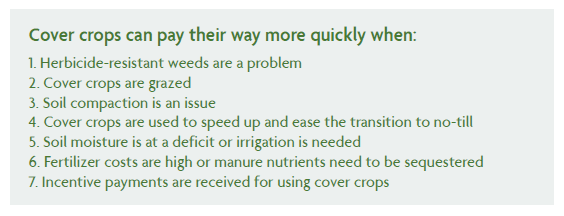 Cover crops can pay their way more quickly when:
1. Herbicide-resistant weeds are a problem
2. Cover crops are grazed
3. Soil compaction is an issue
4. Cover crops are used to speed up and ease the transition to no-till
5. Soil moisture is at a deficit or irrigation is needed
6. Fertilizer costs are high or manure nutrients need to be sequestered
7. Incentive payments are received for using cover crops